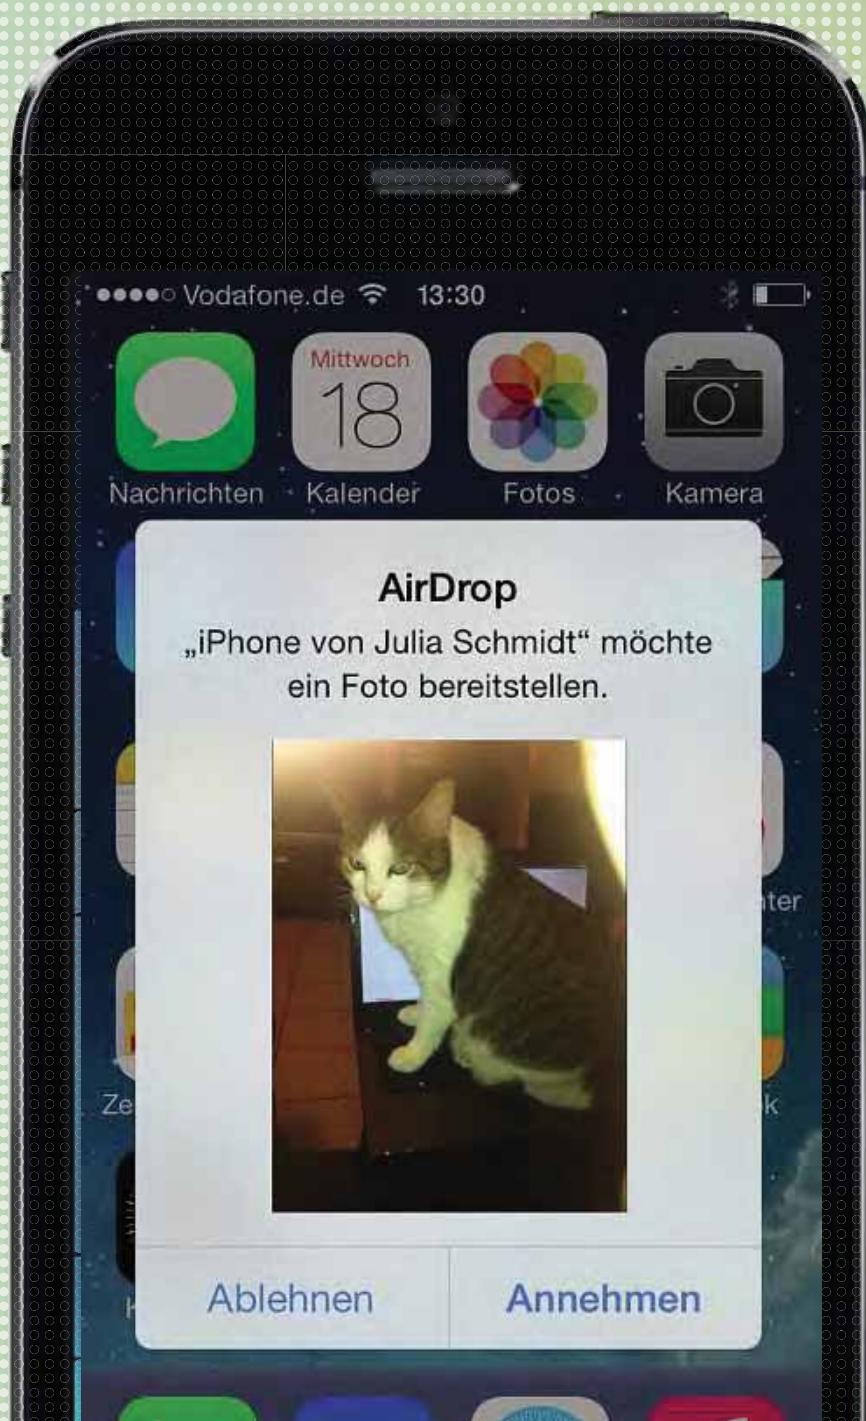 Vodafone.de 13:30
Mittwoch
18
Nachrichten Kalender Fotos Kamera
AirDrop
„iPhone von Julia Schmidt“ möchte
ein Foto bereitstellen.
Ablehnen Annehmen